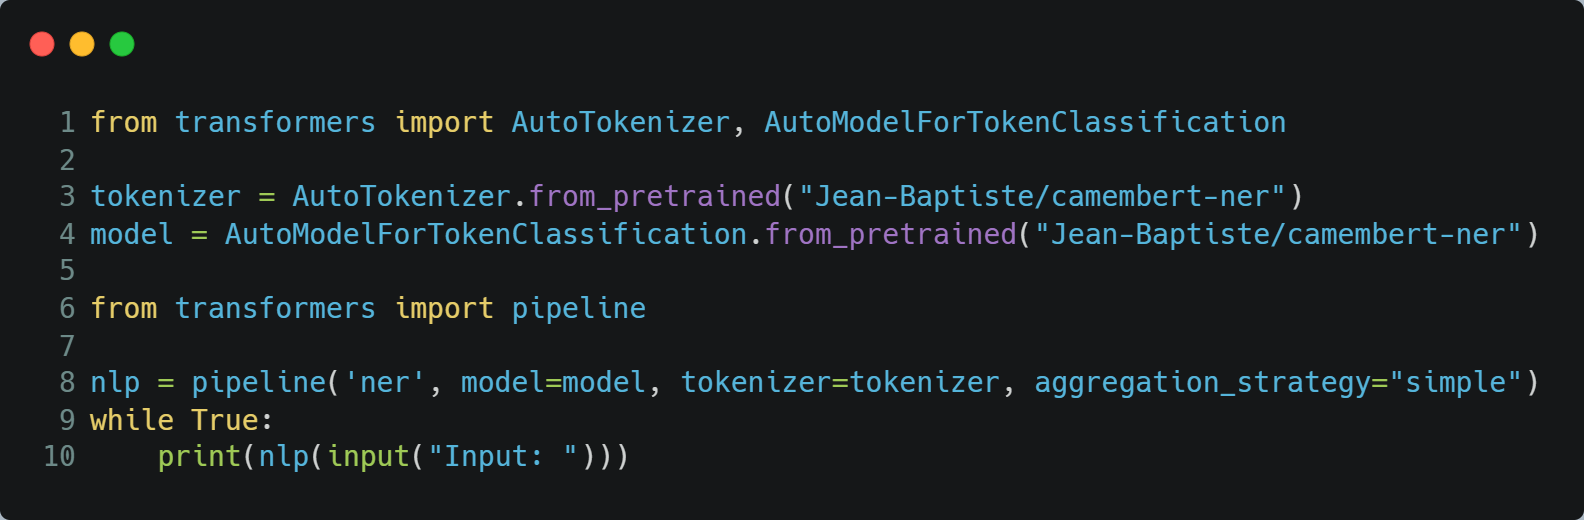 1 from transformers import AutoTokenizer, AutoModelForTokenClassification
2
3 tokenizer = AutoTokenizer.from_pretrained("Jean-Baptiste/camembert-ner")
4 model = AutoModelForTokenClassification.from_pretrained("Jean-Baptiste/camembert-ner")
5
6 from transformers import pipeline
7
8 nlp = pipeline('ner', model=model, tokenizer=tokenizer, aggregation_strategy="simple")
9 while True:
10     print(nlp(input("Input: ")))